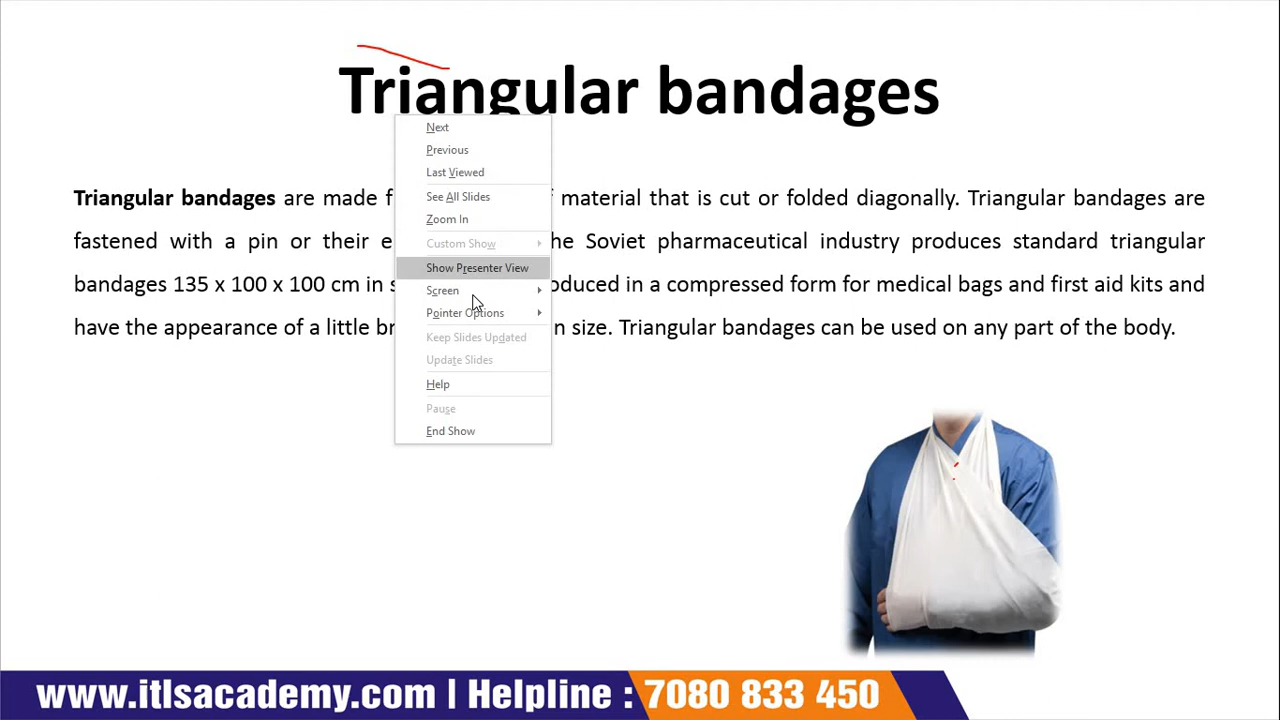 Triangular bandages
Next
Previous
Last Viewed
See All Slides
Zoom In
Custom Show
Show Presenter View
Screen
Pointer Options
Keep Slides Updated
Update Slides
Help
Pause
End Show
Triangular bandages are made material that is cut or folded diagonally. Triangular bandages are
fastened with a pin or their Soviet pharmaceutical industry produces standard triangular
bandages 135 x 100 x 100 cm in in a compressed form for medical bags and first aid kits and
have the appearance of a little size. Triangular bandages can be used on any part of the body.
www.itlsacademy.com | Helpline : 7080 833 450